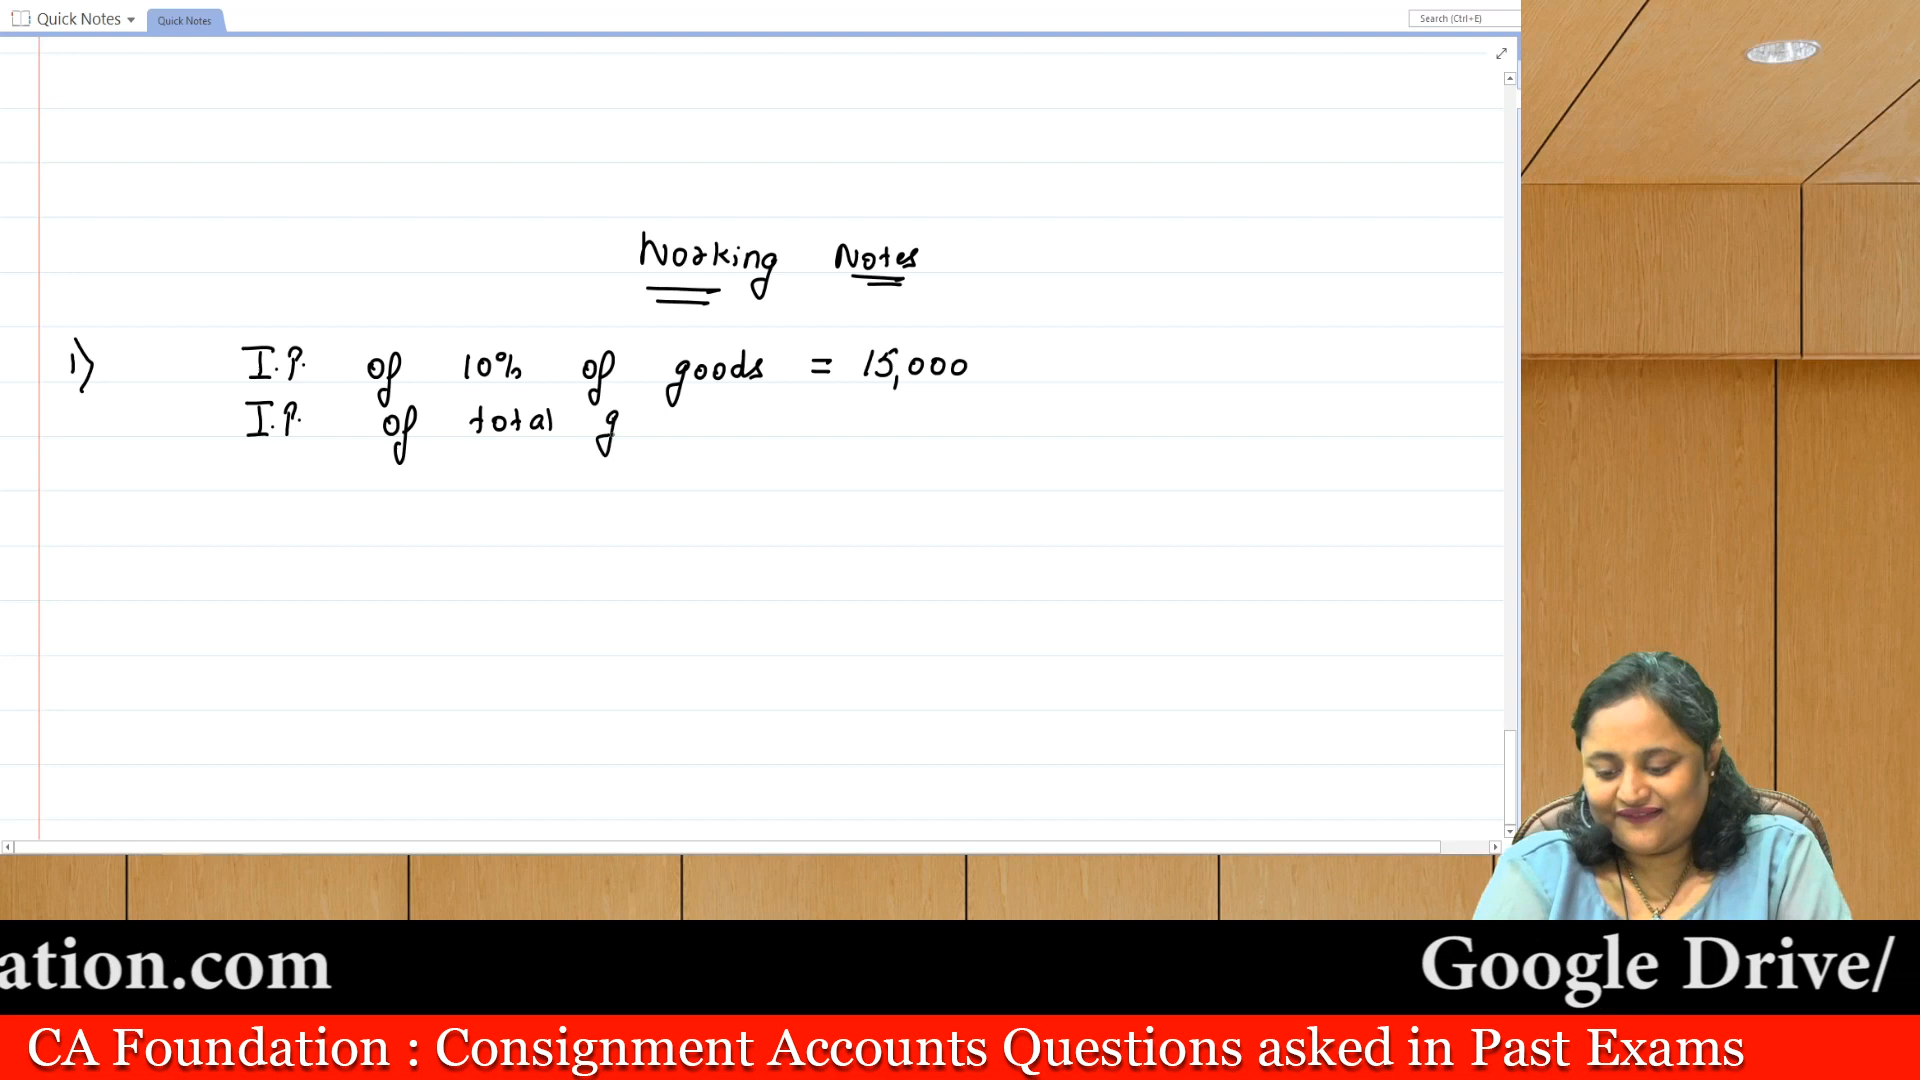 Quick Notes
Quick Notes
Search (Ctrl+E)
Working Notes
1) I.P. of 10% of goods = 15,000
I.P. of total g
ation.com
Google Drive/
CA Foundation : Consignment Accounts Questions asked in Past Exams